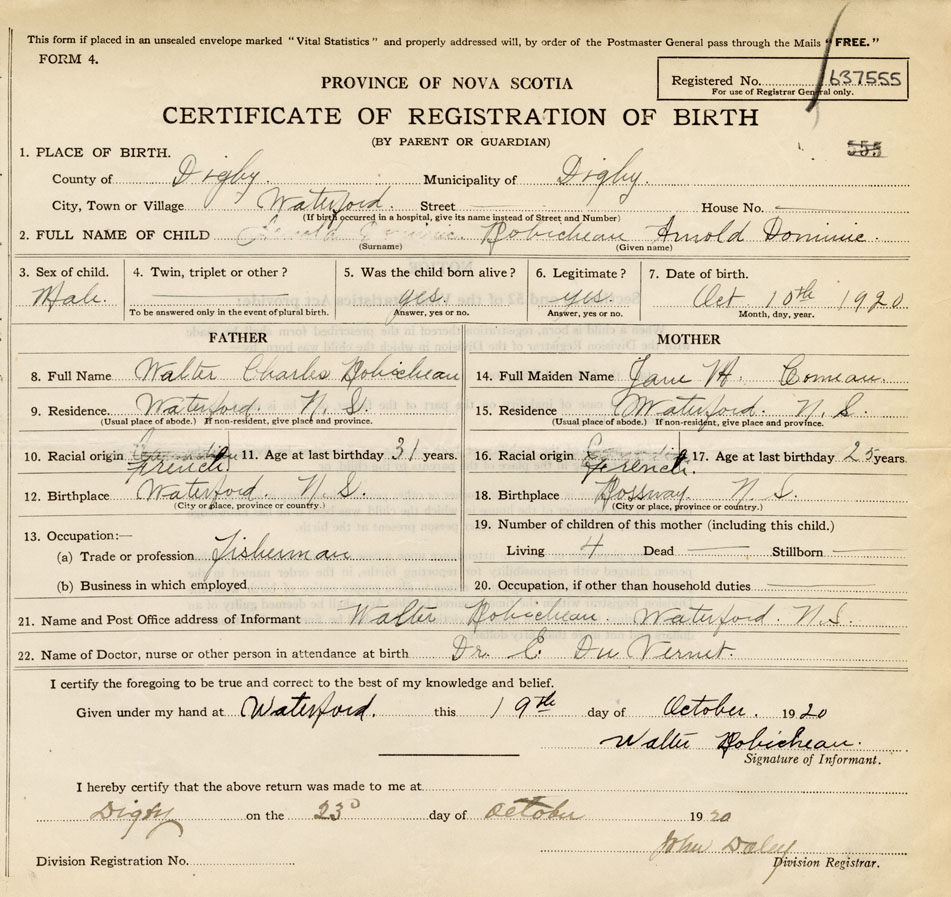 This form if placed in an unsealed envelope marked "Vital Statistics" and properly addressed will, by order of the Postmaster General pass through the Mails "FREE."
FORM 4.
PROVINCE OF NOVA SCOTIA
Registered No. 637555
For use of Registrar General only.
CERTIFICATE OF REGISTRATION OF BIRTH
(BY PARENT OR GUARDIAN)
555
1. PLACE OF BIRTH.
County of Digby. Municipality of Digby.
City, Town or Village Waterford. Street House No.
(If birth occurred in a hospital, give its name instead of Street and Number)
2. FULL NAME OF CHILD Robicheau Arnold Dominic.
(Surname) (Given name)
3. Sex of child. 4. Twin, triplet or other? 5. Was the child born alive? 6. Legitimate? 7. Date of birth.
Male. yes. yes. Oct. 10th 1920
To be answered only in the event of plural birth. Answer, yes or no. Answer, yes or no. Month, day, year.
FATHER MOTHER
8. Full Name Walter Charles Robicheau 14. Full Maiden Name Jane H. Comeau.
9. Residence. Waterford. N. S. 15. Residence. Waterford. N. S.
(Usual place of abode.) If non-resident, give place and province. (Usual place of abode.) If non-resident, give place and province.
10. Racial origin French 11. Age at last birthday 31 years. 16. Racial origin French. 17. Age at last birthday 25 years.
12. Birthplace Waterford. N. S. 18. Birthplace Rossway. N. S.
(City or place, province or country.) (City or place, province or country.)
13. Occupation:— 19. Number of children of this mother (including this child.)
(a) Trade or profession fisherman Living 4 Dead Stillborn
(b) Business in which employed 20. Occupation, if other than household duties
21. Name and Post Office address of Informant Walter Robicheau. Waterford. N.S.
22. Name of Doctor, nurse or other person in attendance at birth Dr. E. Du Vernet.
I certify the foregoing to be true and correct to the best of my knowledge and belief.
Given under my hand at Waterford. this 19th day of October. 1920
Walter Robicheau.
Signature of Informant.
I hereby certify that the above return was made to me at
Digby on the 23d day of October 1920
John Daley
Division Registration No. Division Registrar.